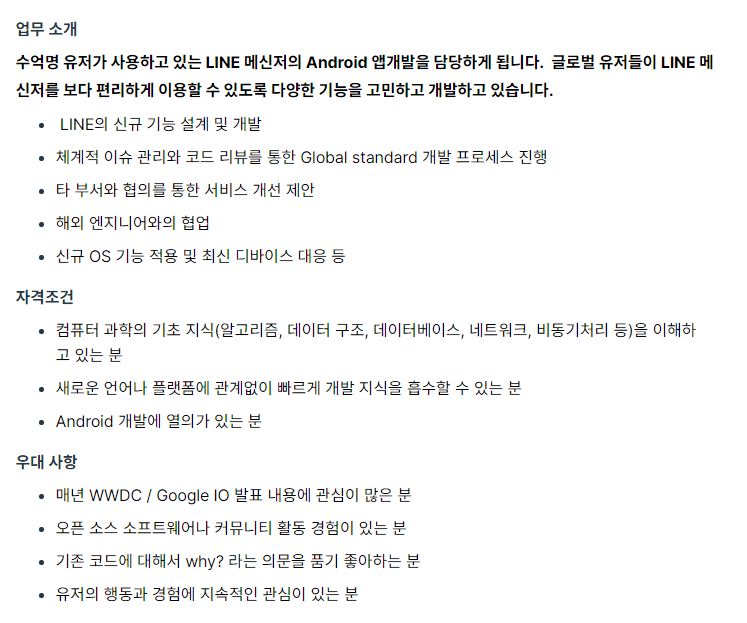 업무 소개
수억명 유저가 사용하고 있는 LINE 메신저의 Android 앱개발을 담당하게 됩니다.  글로벌 유저들이 LINE 메
신저를 보다 편리하게 이용할 수 있도록 다양한 기능을 고민하고 개발하고 있습니다.
• LINE의 신규 기능 설계 및 개발
• 체계적 이슈 관리와 코드 리뷰를 통한 Global standard 개발 프로세스 진행
• 타 부서와 협의를 통한 서비스 개선 제안
• 해외 엔지니어와의 협업
• 신규 OS 기능 적용 및 최신 디바이스 대응 등
자격조건
• 컴퓨터 과학의 기초 지식(알고리즘, 데이터 구조, 데이터베이스, 네트워크, 비동기처리 등)을 이해하
고 있는 분
• 새로운 언어나 플랫폼에 관계없이 빠르게 개발 지식을 흡수할 수 있는 분
• Android 개발에 열의가 있는 분
우대 사항
• 매년 WWDC / Google IO 발표 내용에 관심이 많은 분
• 오픈 소스 소프트웨어나 커뮤니티 활동 경험이 있는 분
• 기존 코드에 대해서 why? 라는 의문을 품기 좋아하는 분
• 유저의 행동과 경험에 지속적인 관심이 있는 분